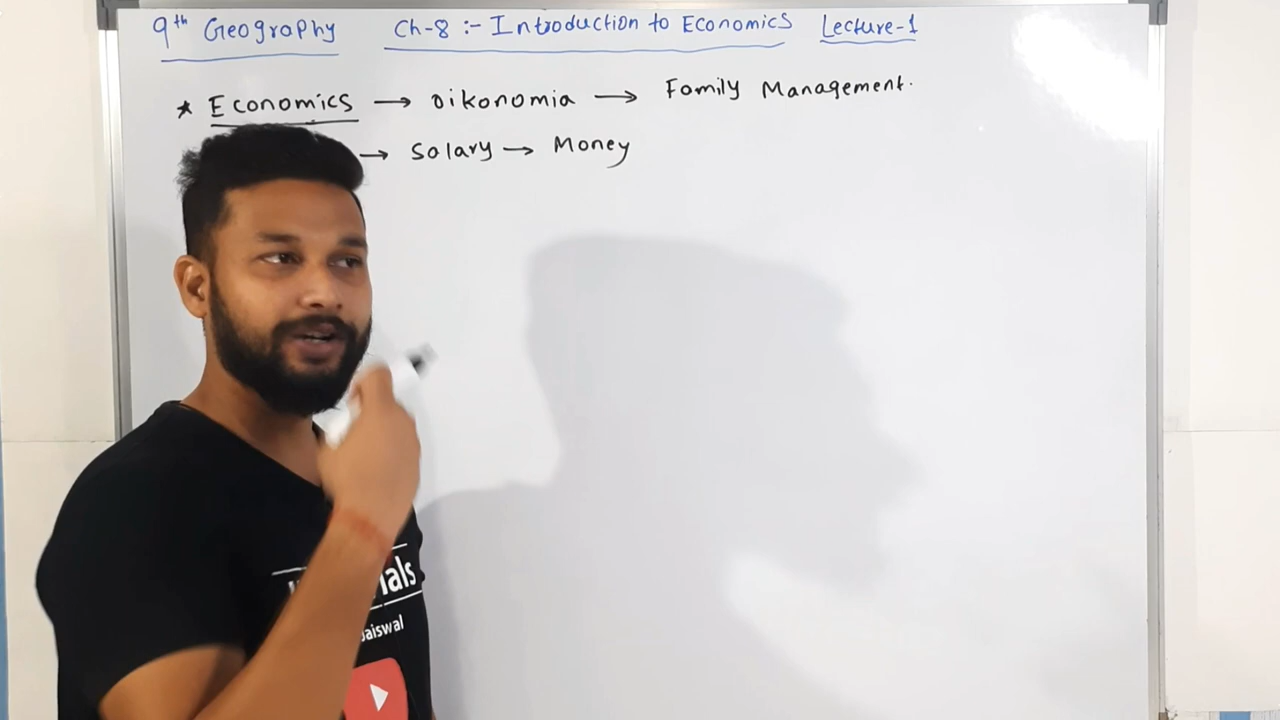 9th Geography Ch-8 :- Introduction to Economics Lecture-1
* Economics → oikonomia → Family Management.
→ Salary → Money